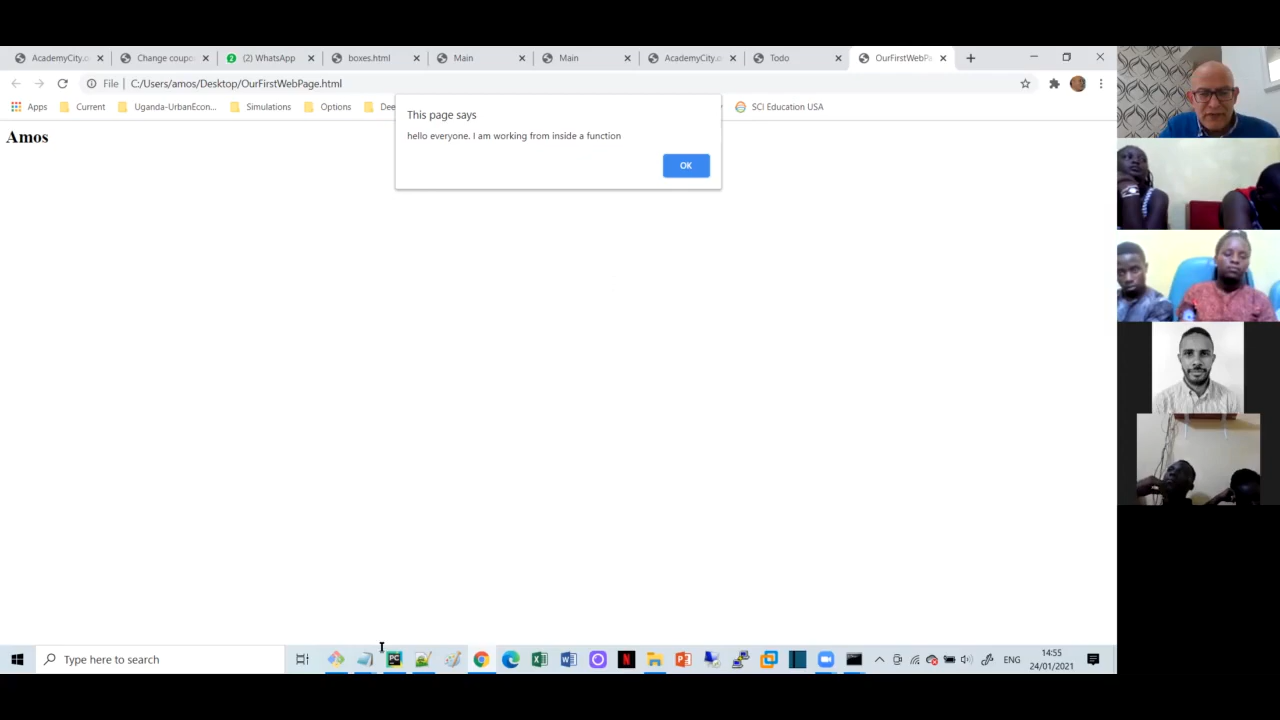 AcademyCity.o
Change coupo
(2) WhatsApp
boxes.html
Main
Main
AcademyCity.c
Todo
OurFirstWebP
File
C:/Users/amos/Desktop/OurFirstWebPage.html
Apps
Current
Uganda-UrbanEcon...
Simulations
Options
Dee
SCI Education USA
This page says
hello everyone. I am working from inside a function
OK
Amos
Type here to search
ENG
14:55
24/01/2021